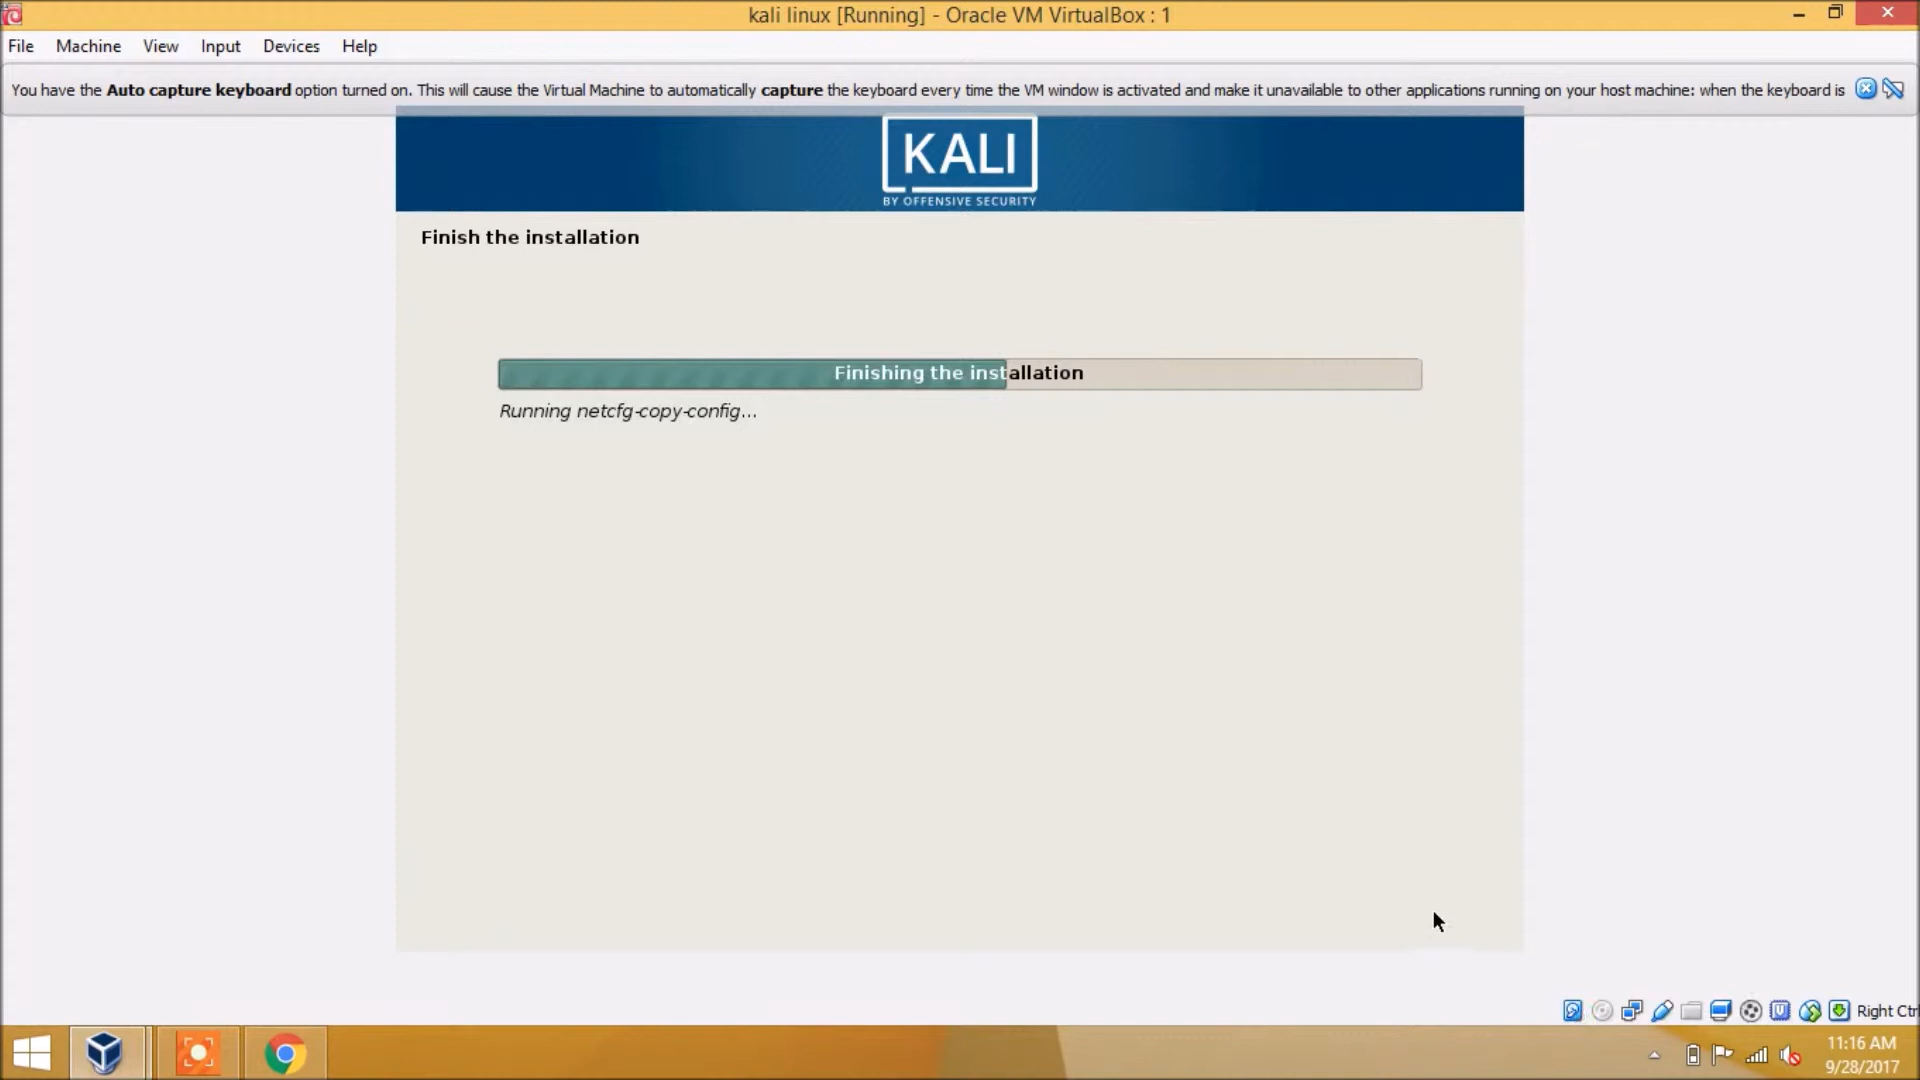 kali linux [Running] - Oracle VM VirtualBox : 1
File Machine View Input Devices Help
You have the Auto capture keyboard option turned on. This will cause the Virtual Machine to automatically capture the keyboard every time the VM window is activated and make it unavailable to other applications running on your host machine: when the keyboard is
KALI
BY OFFENSIVE SECURITY
Finish the installation
Finishing the installation
Running netcfg-copy-config...
Right Ctrl
11:16 AM
9/28/2017